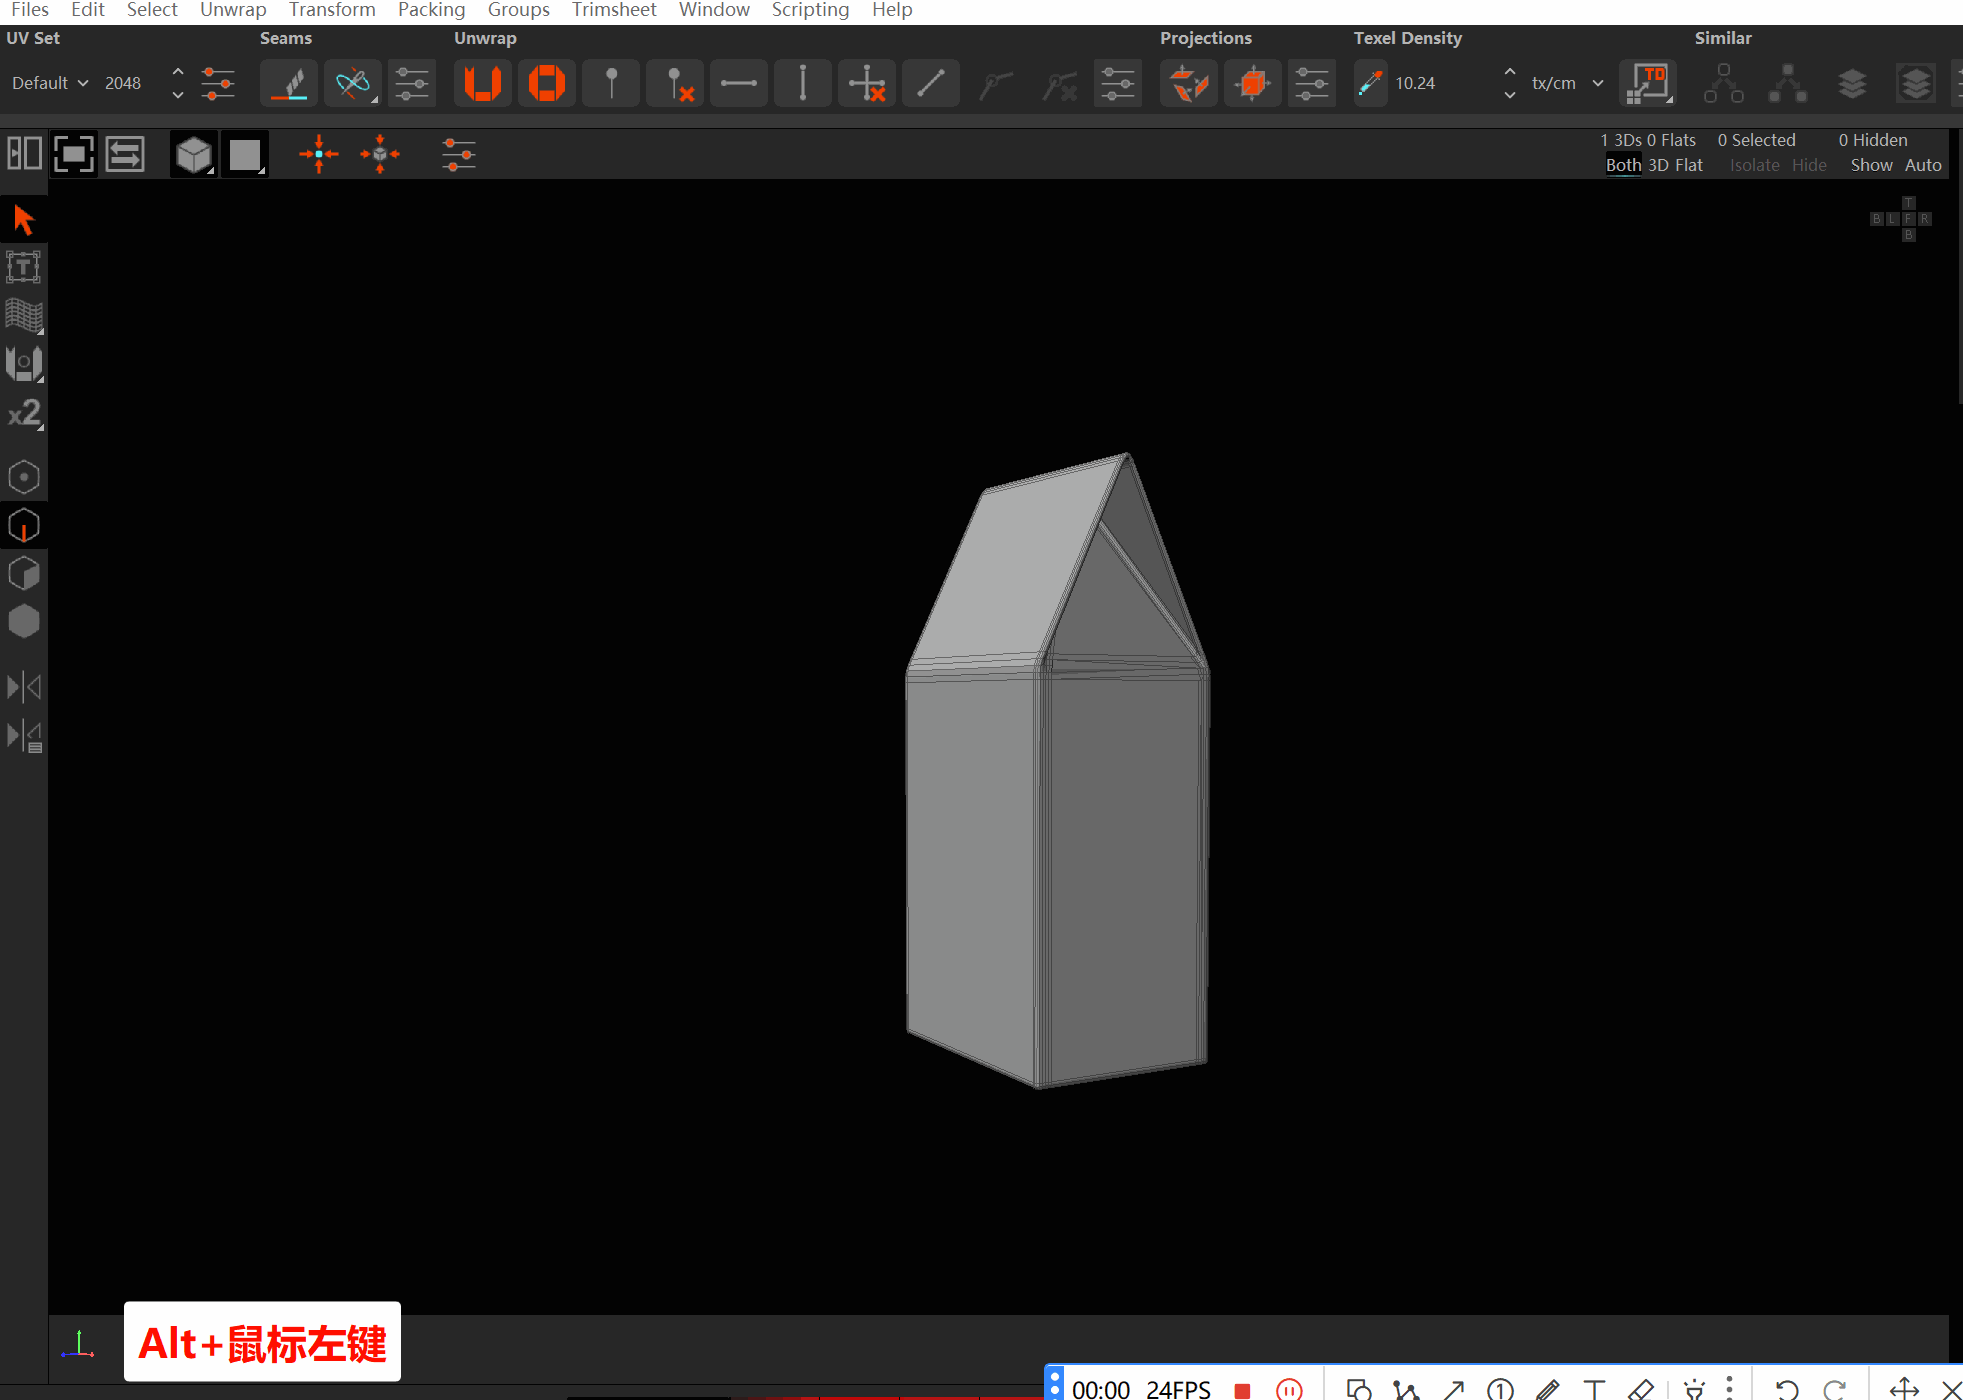 Files Edit Select Unwrap Transform Packing Groups Trimsheet Window Scripting Help
UV Set Seams Unwrap Projections Texel Density Similar
Default 2048 10.24 tx/cm TD
1 3Ds 0 Flats 0 Selected 0 Hidden
Both 3D Flat Isolate Hide Show Auto
T
B L F R
B
T
x2
Alt+鼠标左键
00:00 24FPS 1 T